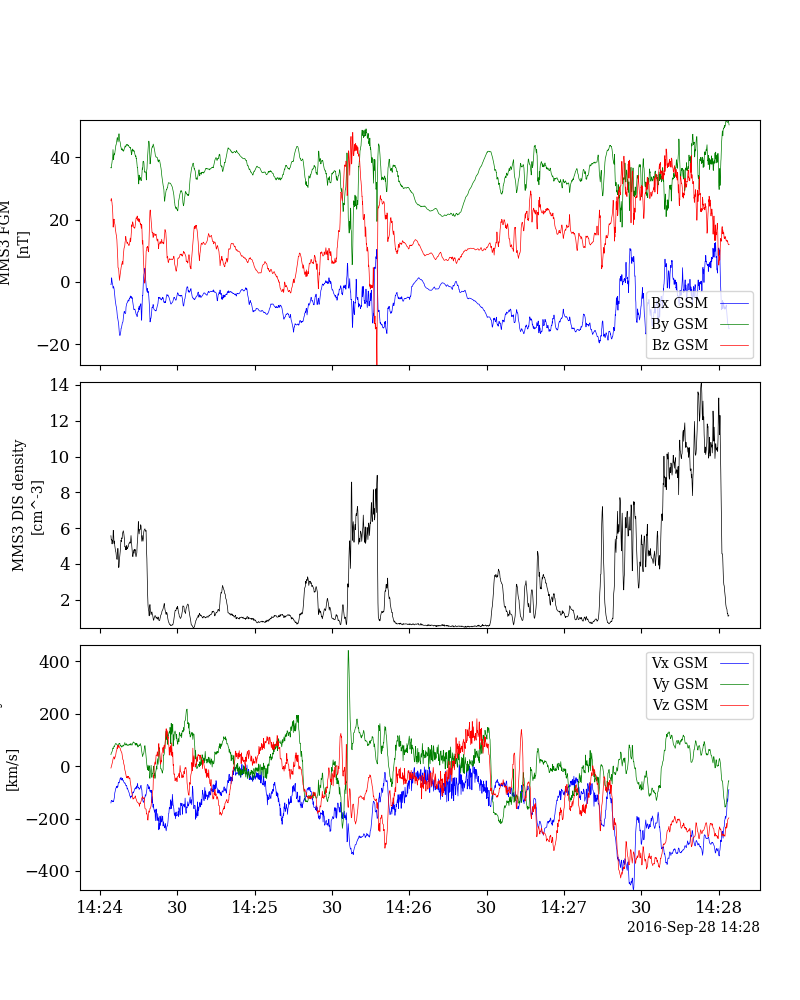 40
20
0
−20
MMS3 FGM
[nT]
Bx GSM
By GSM
Bz GSM
14
12
10
8
6
4
2
MMS3 DIS density
[cm^-3]
400
200
0
−200
−400
[km/s]
Vx GSM
Vy GSM
Vz GSM
14:24 30 14:25 30 14:26 30 14:27 30 14:28
2016-Sep-28 14:28